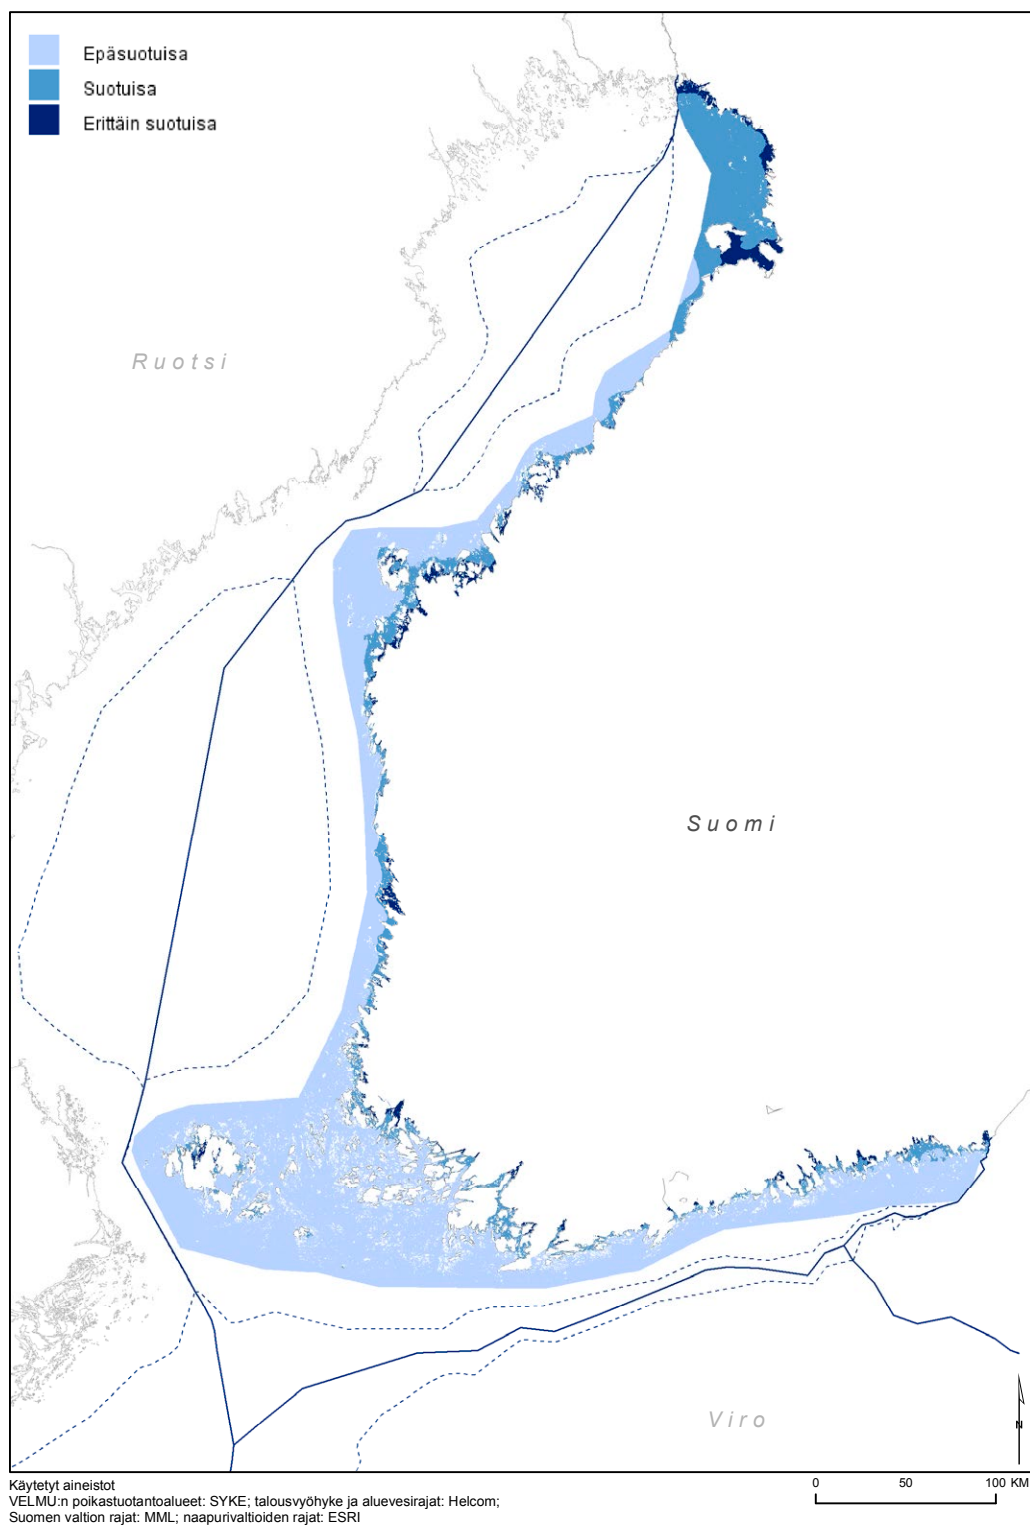 Epäsuotuisa
Suotuisa
Erittäin suotuisa
Ruotsi
Suomi
Viro
N
0 50 100 KM
Käytetyt aineistot
VELMU:n poikastuotantoalueet: SYKE; talousvyöhyke ja aluevesirajat: Helcom;
Suomen valtion rajat: MML; naapurivaltioiden rajat: ESRI